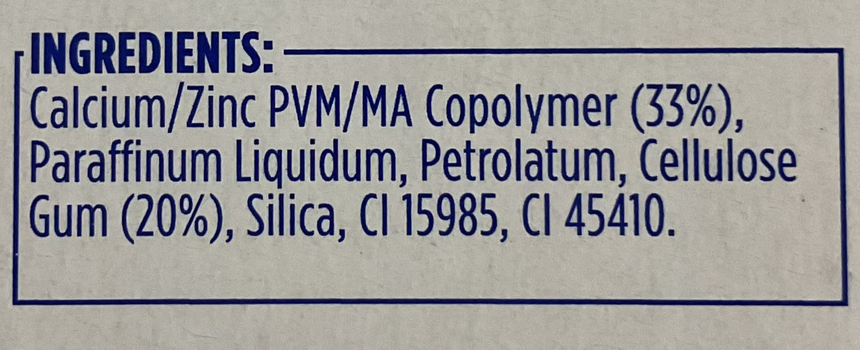 INGREDIENTS:
Calcium/Zinc PVM/MA Copolymer (33%),
Paraffinum Liquidum, Petrolatum, Cellulose
Gum (20%), Silica, CI 15985, CI 45410.